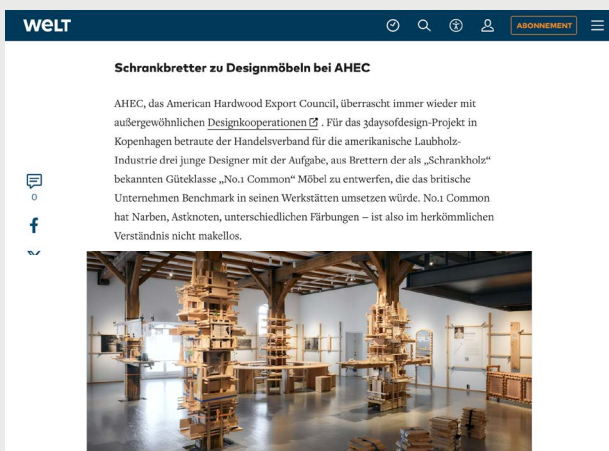 WELT
ABONNEMENT
Schrankbretter zu Designmöbeln bei AHEC
AHEC, das American Hardwood Export Council, überrascht immer wieder mit
außergewöhnlichen Designkooperationen . Für das 3daysofdesign-Projekt in
Kopenhagen betraute der Handelsverband für die amerikanische Laubholz-
Industrie drei junge Designer mit der Aufgabe, aus Brettern der als „Schrankholz“
bekannten Güteklasse „No.1 Common“ Möbel zu entwerfen, die das britische
Unternehmen Benchmark in seinen Werkstätten umsetzen würde. No.1 Common
hat Narben, Astknoten, unterschiedlichen Färbungen – ist also im herkömmlichen
Verständnis nicht makellos.
0